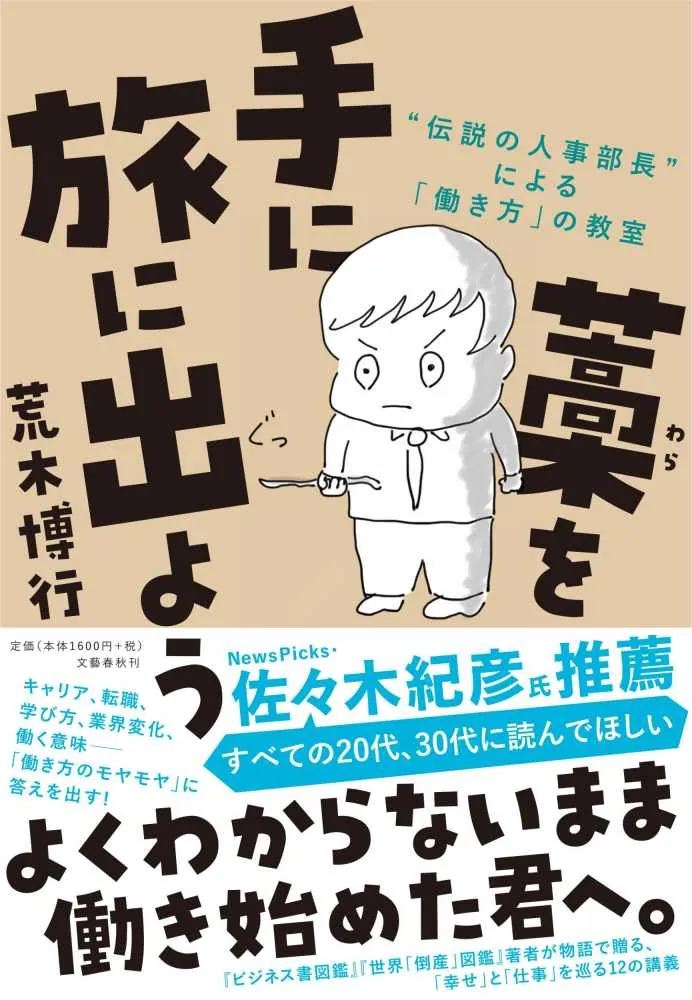 藁を
わら
手に
旅に出よう
“伝説の人事部長”
による
「働き方」の教室
ぐっ
荒木博行
定価(本体1600円+税)
文藝春秋刊
NewsPicks・
佐々木紀彦氏推薦
すべての20代、30代に読んでほしい
キャリア、転職、
学び方、業界変化、
働く意味――
「働き方のモヤモヤ」に
答えを出す!
よくわからないまま
働き始めた君へ。
『ビジネス書図鑑』『世界「倒産」図鑑』著者が物語で贈る、
「幸せ」と「仕事」を巡る12の講義